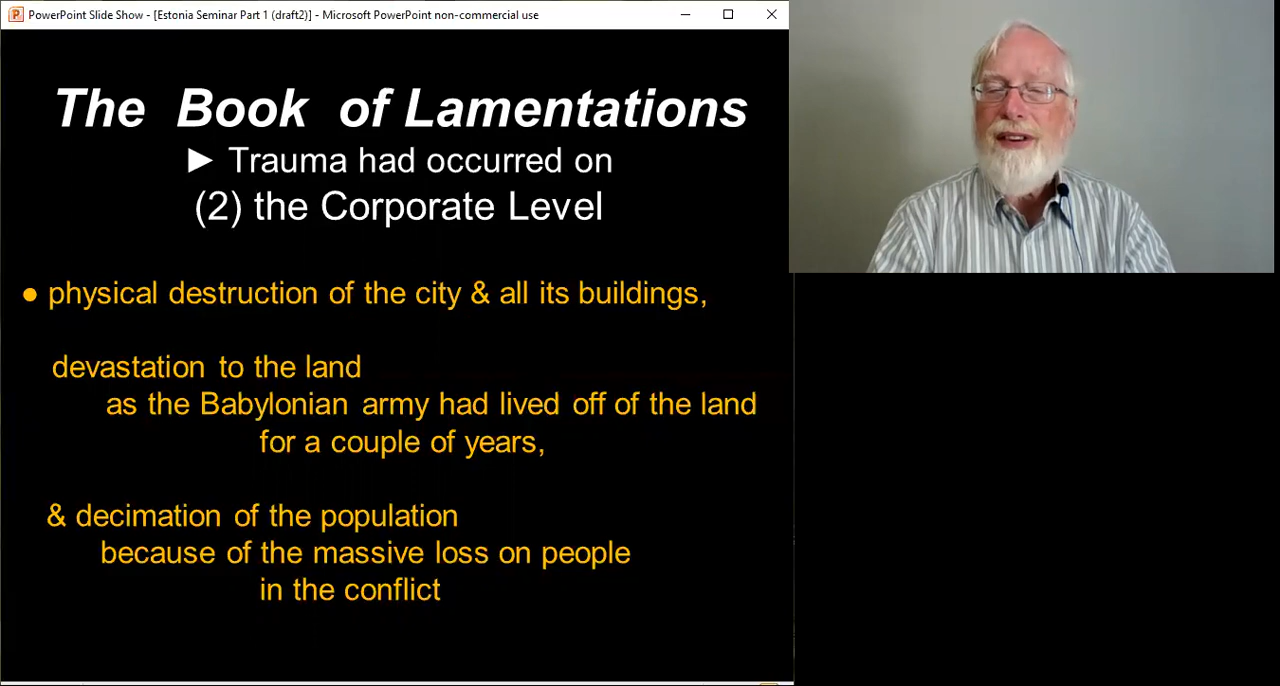 PowerPoint Slide Show - [Estonia Seminar Part 1 (draft2)] - Microsoft PowerPoint non-commercial use
The Book of Lamentations
► Trauma had occurred on
(2) the Corporate Level
● physical destruction of the city & all its buildings,
devastation to the land
as the Babylonian army had lived off of the land
for a couple of years,
& decimation of the population
because of the massive loss on people
in the conflict